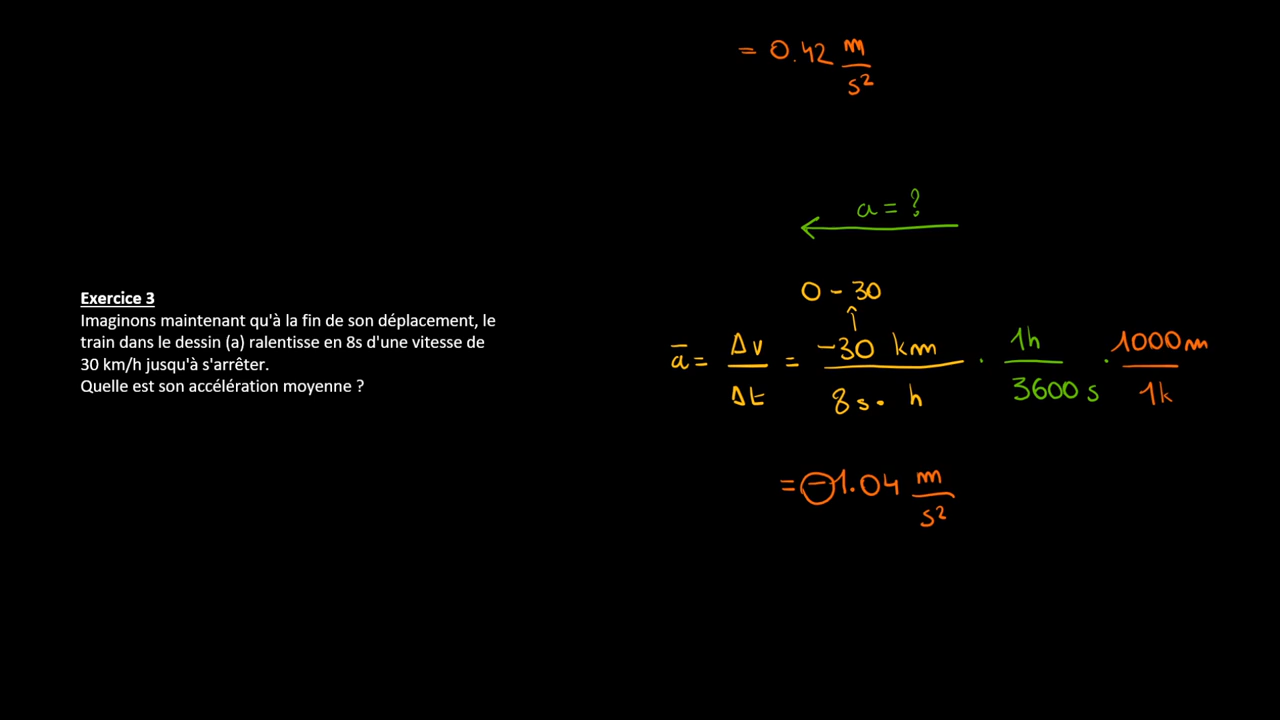 = 0.42 m/s²
a = ?
Exercice 3
Imaginons maintenant qu'à la fin de son déplacement, le
train dans le dessin (a) ralentisse en 8s d'une vitesse de
30 km/h jusqu'à s'arrêter.
Quelle est son accélération moyenne ?
0 - 30
↑
ā = Δv/Δt = -30 km/8 s · h · 1h/3600 s · 1000 m/1k
= -1.04 m/s²